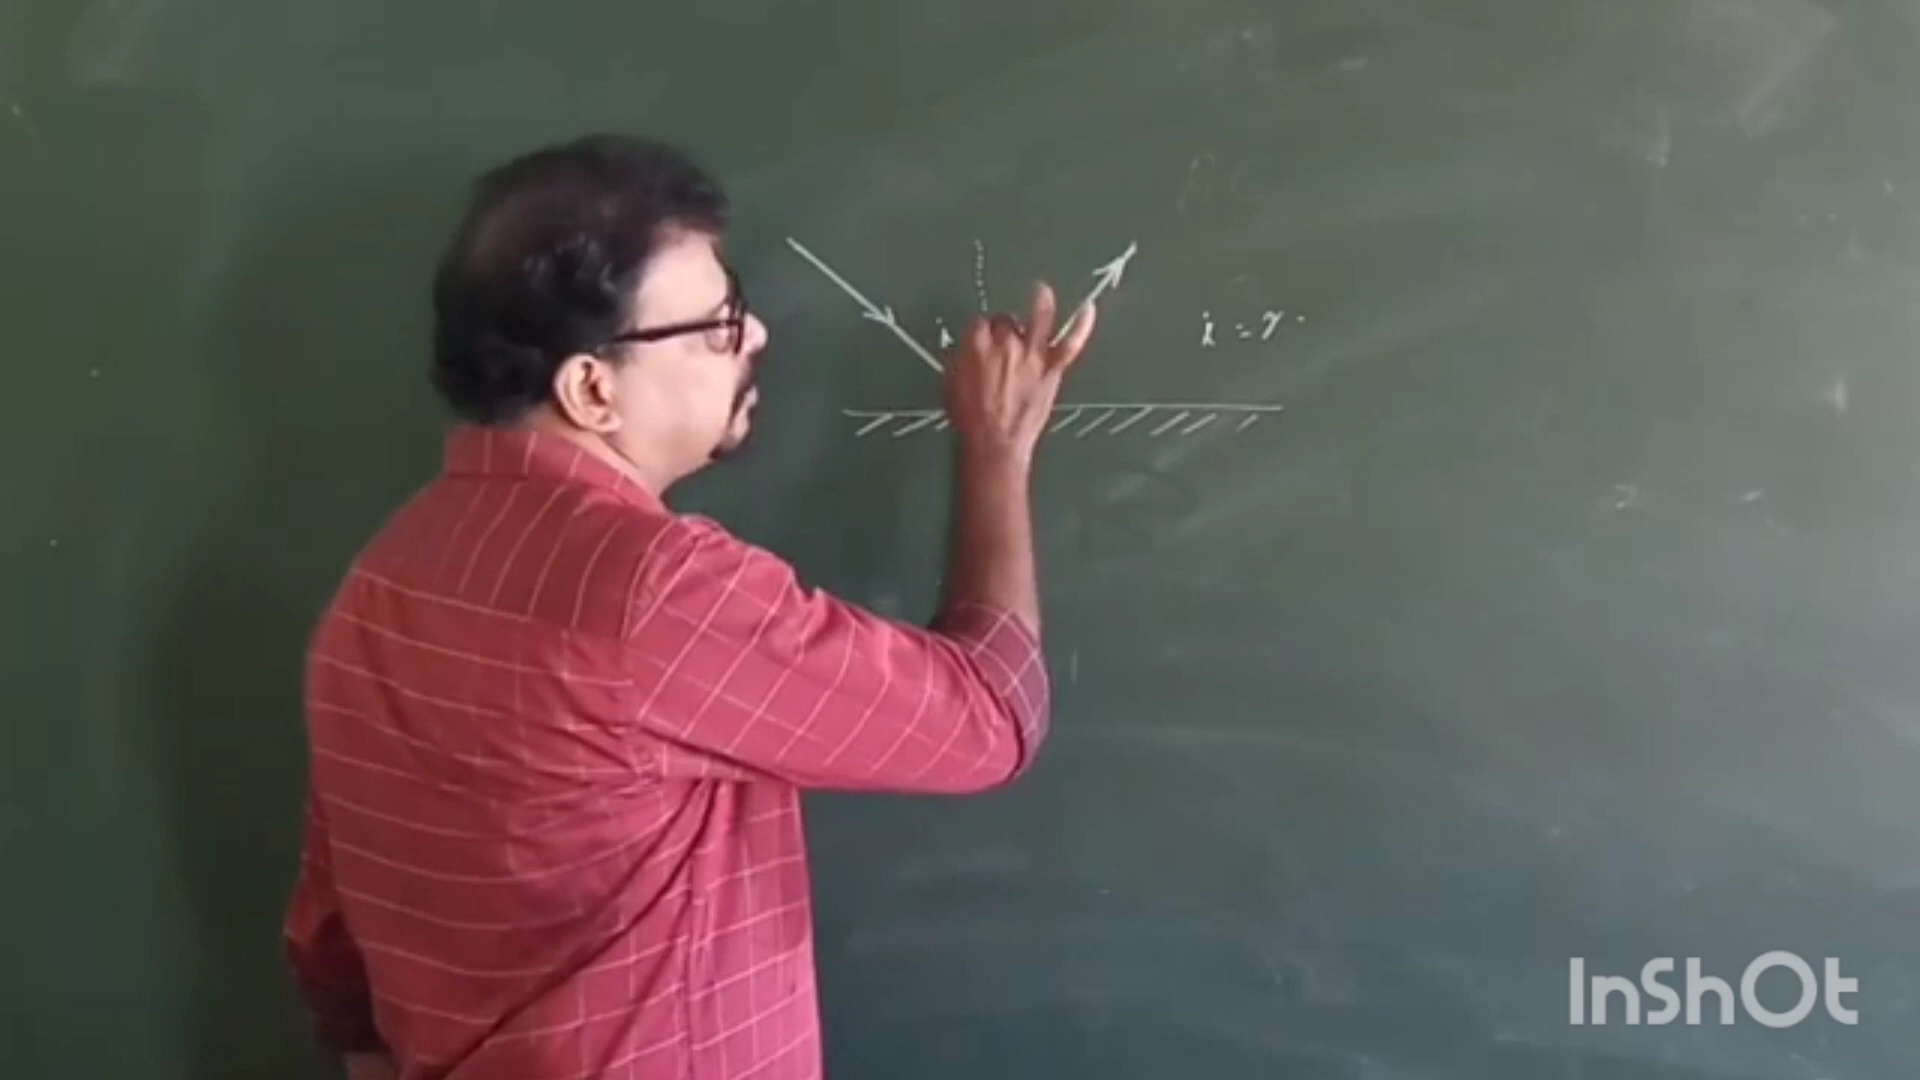 i
i = r.
InShOt